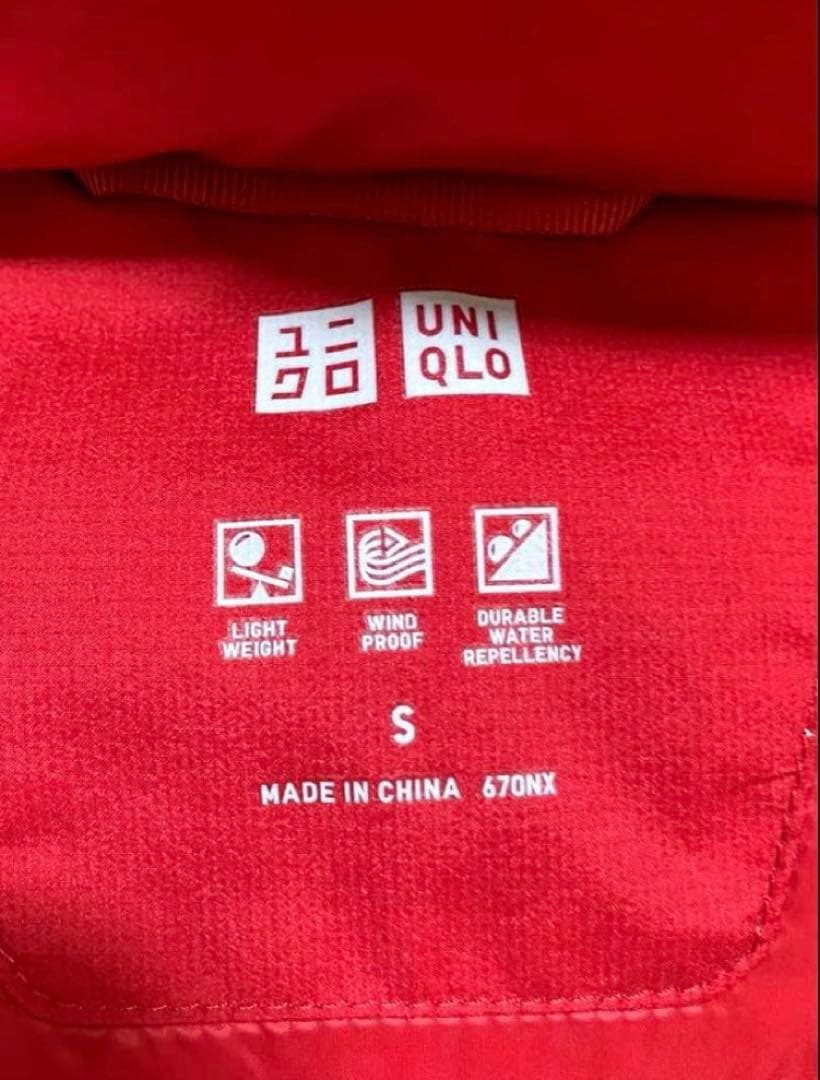 ユニ
クロ
UNI
QLO
LIGHT
WEIGHT
WIND
PROOF
DURABLE
WATER
REPELLENCY
S
MADE IN CHINA 670NX